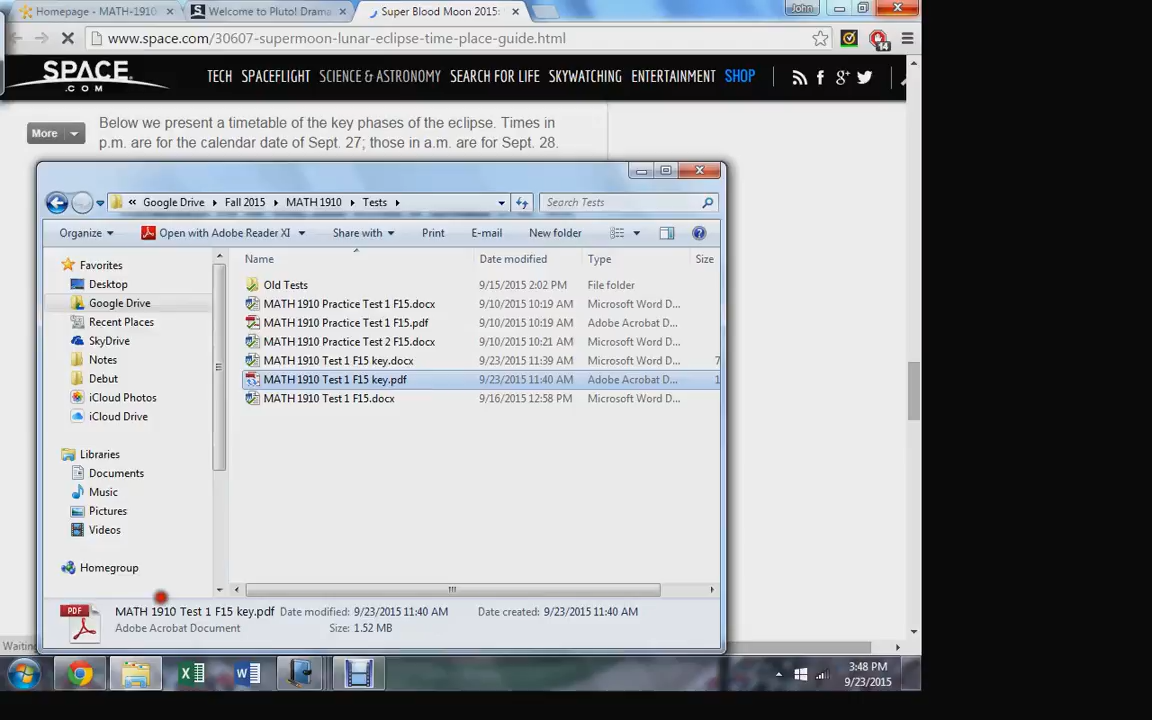 Homepage - MATH-1910
Welcome to Pluto! Drama
Super Blood Moon 2015:
John
www.space.com/30607-supermoon-lunar-eclipse-time-place-guide.html
14
SPACE
.COM
TECH SPACEFLIGHT SCIENCE & ASTRONOMY SEARCH FOR LIFE SKYWATCHING ENTERTAINMENT SHOP
More
Below we present a timetable of the key phases of the eclipse. Times in
p.m. are for the calendar date of Sept. 27; those in a.m. are for Sept. 28.
« Google Drive Fall 2015 MATH 1910 Tests
Search Tests
Organize Open with Adobe Reader XI Share with Print E-mail New folder
Name Date modified Type Size
Old Tests 9/15/2015 2:02 PM File folder
MATH 1910 Practice Test 1 F15.docx 9/10/2015 10:19 AM Microsoft Word D...
MATH 1910 Practice Test 1 F15.pdf 9/10/2015 10:19 AM Adobe Acrobat D...
MATH 1910 Practice Test 2 F15.docx 9/10/2015 10:21 AM Microsoft Word D...
MATH 1910 Test 1 F15 key.docx 9/23/2015 11:39 AM Microsoft Word D... 7
MATH 1910 Test 1 F15 key.pdf 9/23/2015 11:40 AM Adobe Acrobat D... 1
MATH 1910 Test 1 F15.docx 9/16/2015 12:58 PM Microsoft Word D...
Favorites
Desktop
Google Drive
Recent Places
SkyDrive
Notes
Debut
iCloud Photos
iCloud Drive
Libraries
Documents
Music
Pictures
Videos
Homegroup
PDF
MATH 1910 Test 1 F15 key.pdf Date modified: 9/23/2015 11:40 AM Date created: 9/23/2015 11:40 AM
Adobe Acrobat Document Size: 1.52 MB
Waitin
3:48 PM
9/23/2015